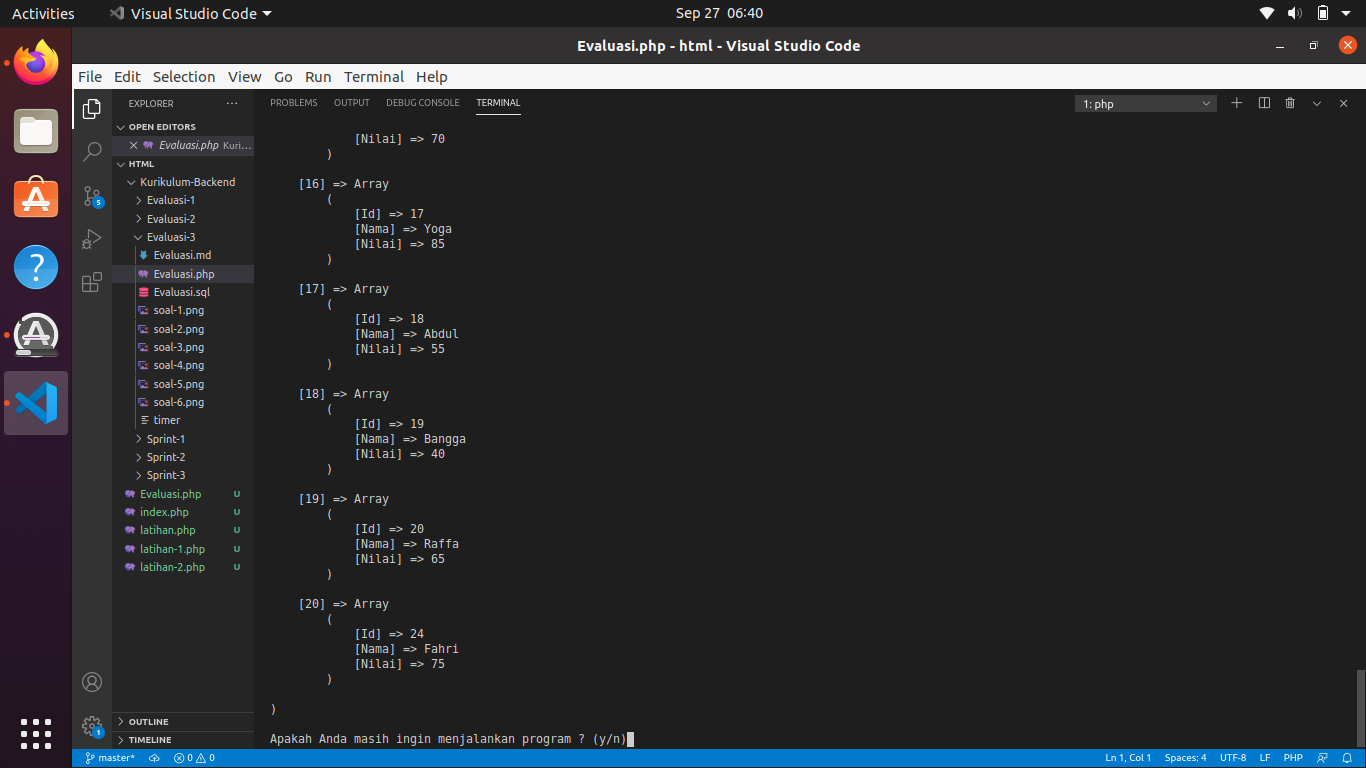 Activities Visual Studio Code Sep 27 06:40
Evaluasi.php - html - Visual Studio Code
File Edit Selection View Go Run Terminal Help
EXPLORER ...
OPEN EDITORS
Evaluasi.php Kuri...
HTML
Kurikulum-Backend
Evaluasi-1
Evaluasi-2
Evaluasi-3
Evaluasi.md
Evaluasi.php
Evaluasi.sql
soal-1.png
soal-2.png
soal-3.png
soal-4.png
soal-5.png
soal-6.png
timer
Sprint-1
Sprint-2
Sprint-3
Evaluasi.php U
index.php U
latihan.php U
latihan-1.php U
latihan-2.php U
OUTLINE
TIMELINE
5
1
PROBLEMS OUTPUT DEBUG CONSOLE TERMINAL 1: php
[Nilai] => 70
)
[16] => Array
(
[Id] => 17
[Nama] => Yoga
[Nilai] => 85
)
[17] => Array
(
[Id] => 18
[Nama] => Abdul
[Nilai] => 55
)
[18] => Array
(
[Id] => 19
[Nama] => Bangga
[Nilai] => 40
)
[19] => Array
(
[Id] => 20
[Nama] => Raffa
[Nilai] => 65
)
[20] => Array
(
[Id] => 24
[Nama] => Fahri
[Nilai] => 75
)
)
Apakah Anda masih ingin menjalankan program ? (y/n)
master* 0 0 Ln 1, Col 1 Spaces: 4 UTF-8 LF PHP